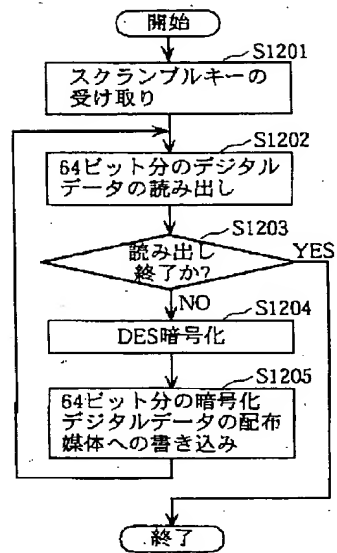 開始
S1201
スクランブルキーの
受け取り
S1202
64ビット分のデジタル
データの読み出し
S1203
読み出し
終了か?
YES
NO
S1204
DES暗号化
S1205
64ビット分の暗号化
デジタルデータの配布
媒体への書き込み
終了